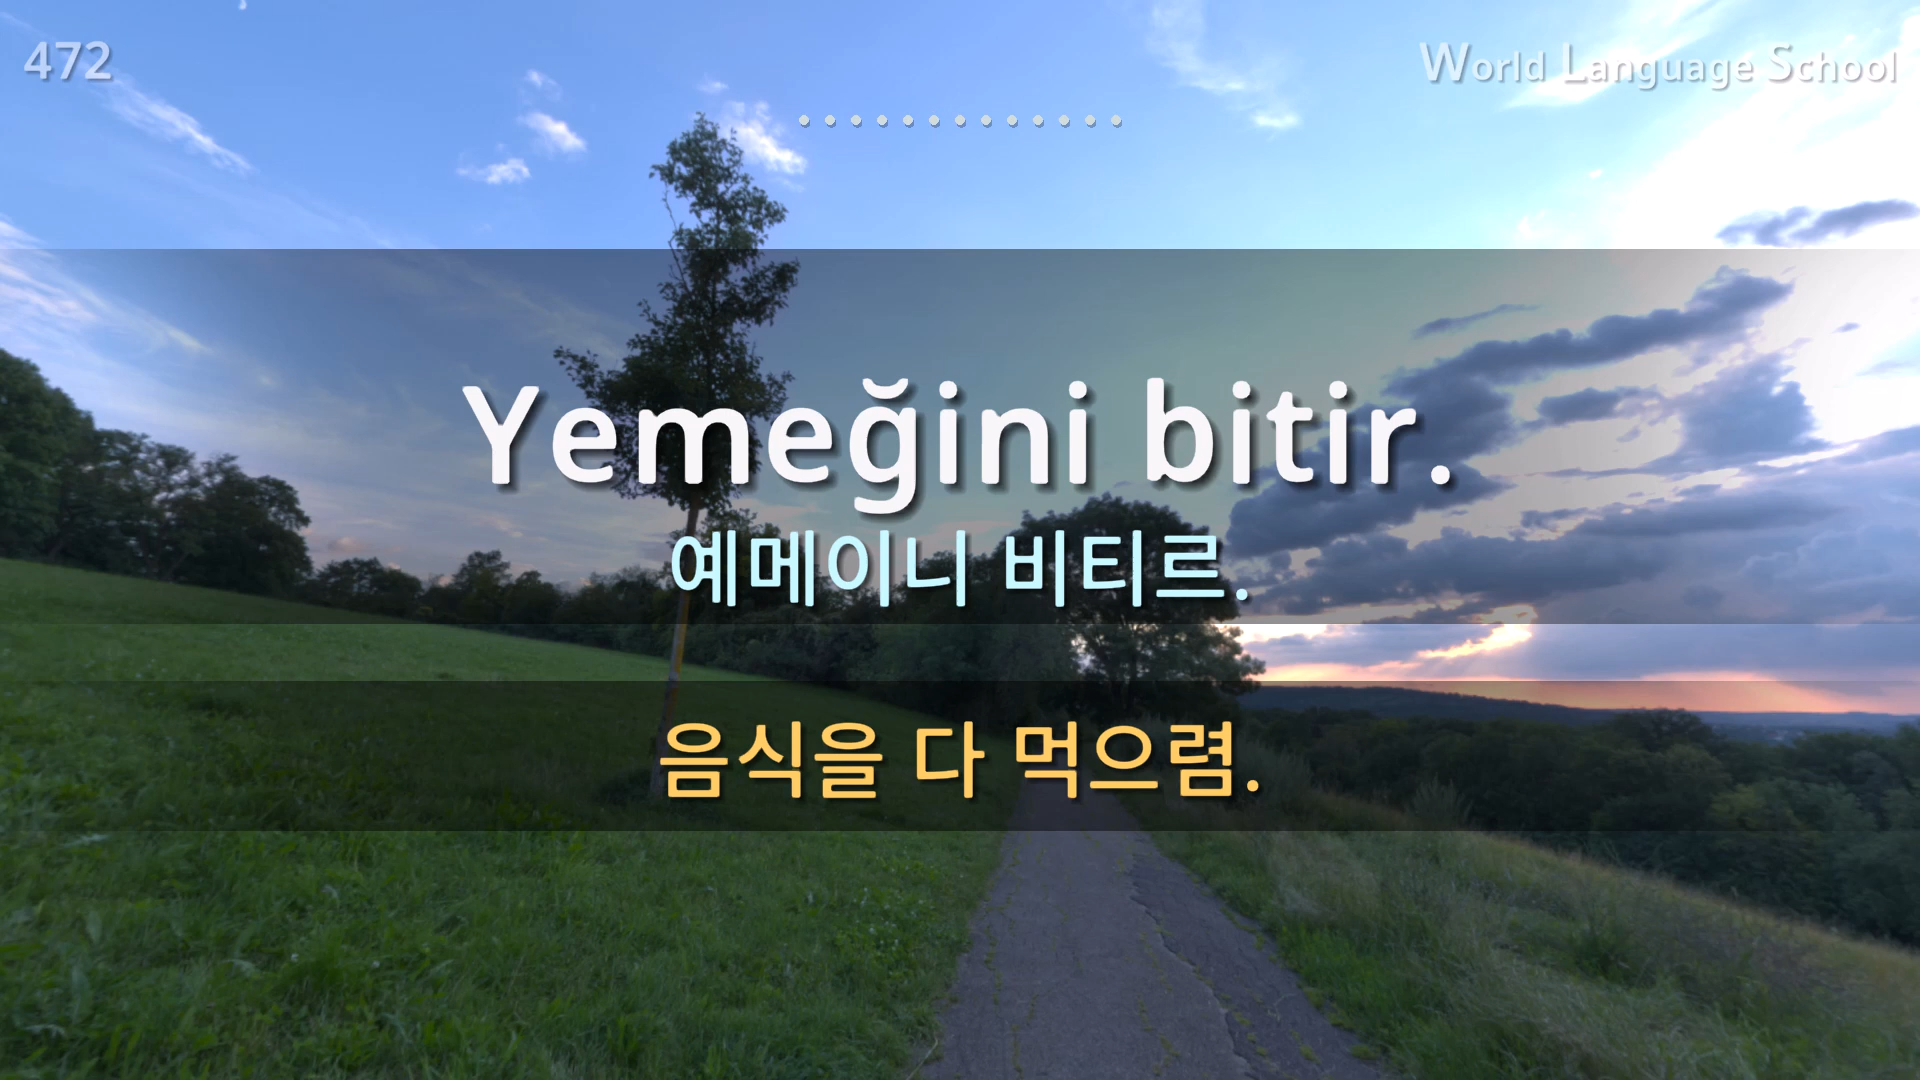 472
World Language School
Yemeğini bitir.
예메이니 비티르.
음식을 다 먹으렴.